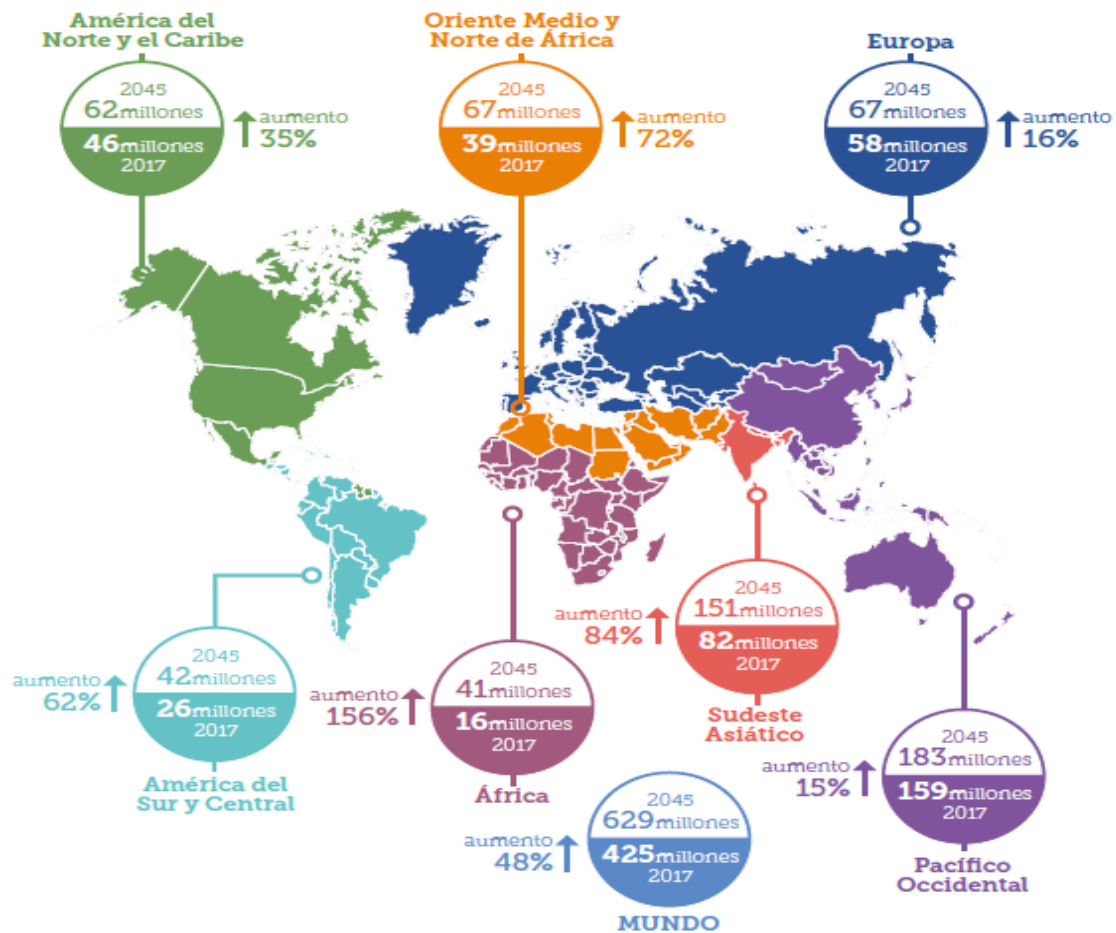 América del
Norte y el Caribe
2045
62millones
46millones
2017
aumento
35%
Oriente Medio y
Norte de África
2045
67millones
39millones
2017
aumento
72%
Europa
2045
67millones
58millones
2017
aumento
16%
2045
42millones
26millones
2017
aumento
62%
América del
Sur y Central
2045
41millones
16millones
2017
aumento
156%
África
2045
151millones
82millones
2017
aumento
84%
Sudeste
Asiático
2045
183millones
159millones
2017
aumento
15%
Pacífico
Occidental
2045
629millones
425millones
2017
aumento
48%
MUNDO